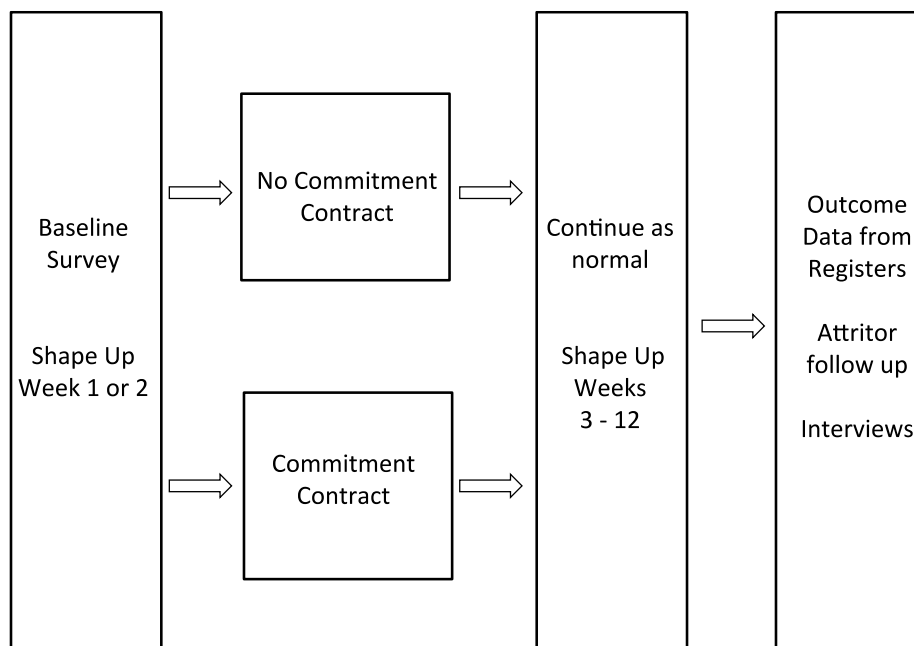 Baseline
Survey
Shape Up
Week 1 or 2
No Commitment
Contract
Commitment
Contract
Continue as
normal
Shape Up
Weeks
3 - 12
Outcome
Data from
Registers
Attritor
follow up
Interviews